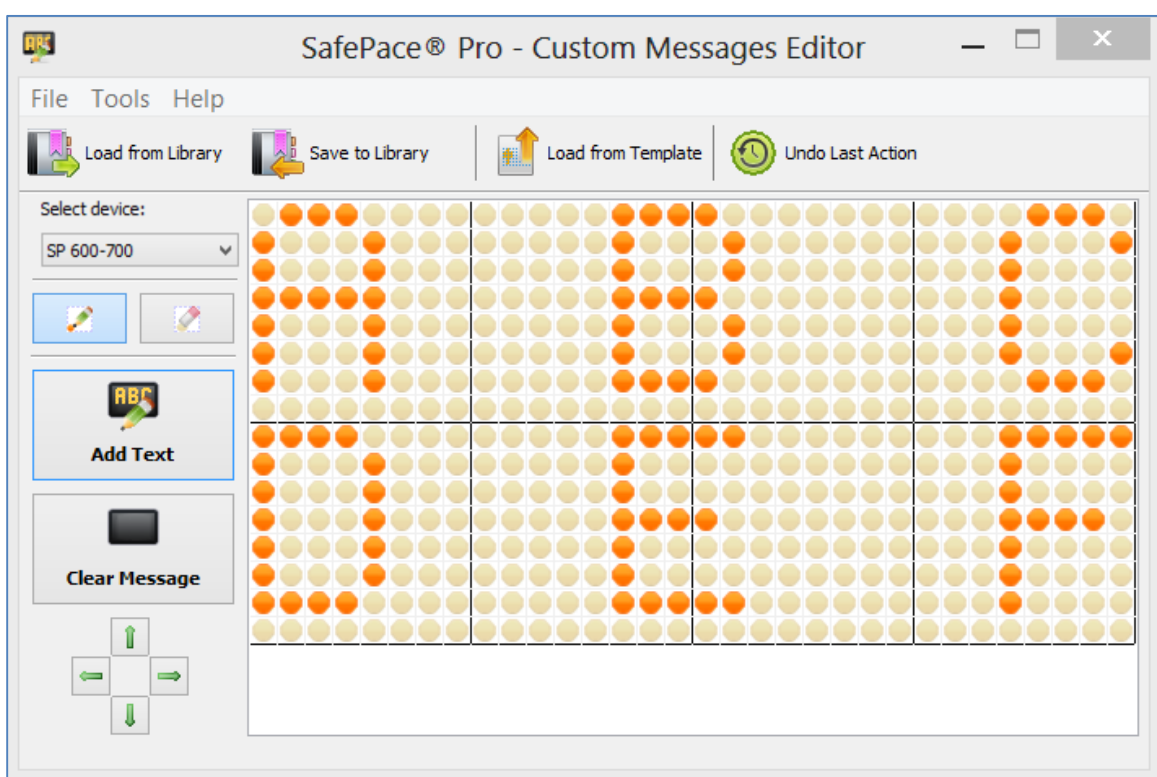 SafePace® Pro - Custom Messages Editor
File Tools Help
Load from Library Save to Library Load from Template Undo Last Action
Select device:
SP 600-700
ABC
Add Text
Clear Message
A B C
D E F